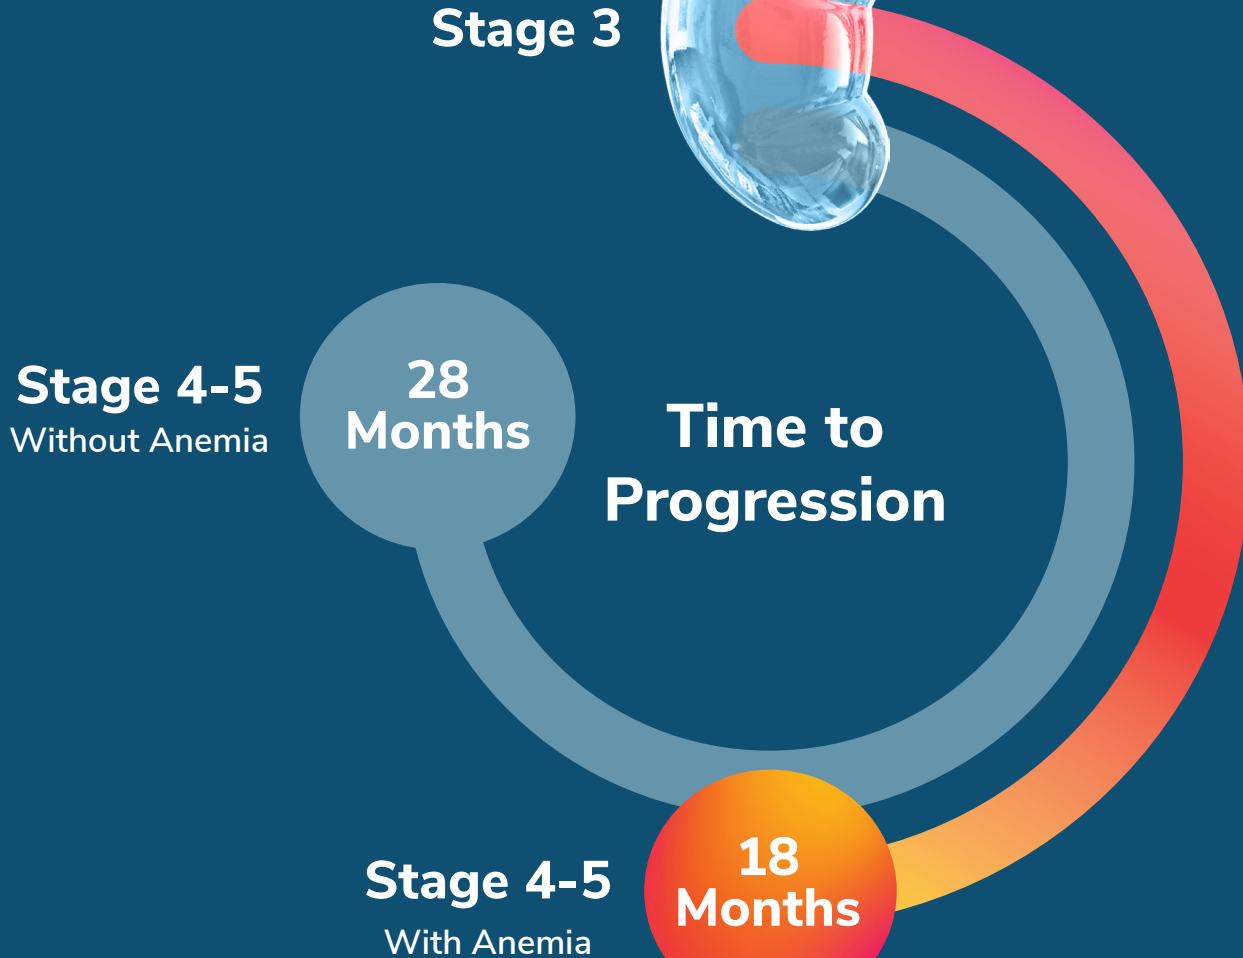 Stage 3
Stage 4-5
Without Anemia
28
Months
Time to
Progression
Stage 4-5
With Anemia
18
Months